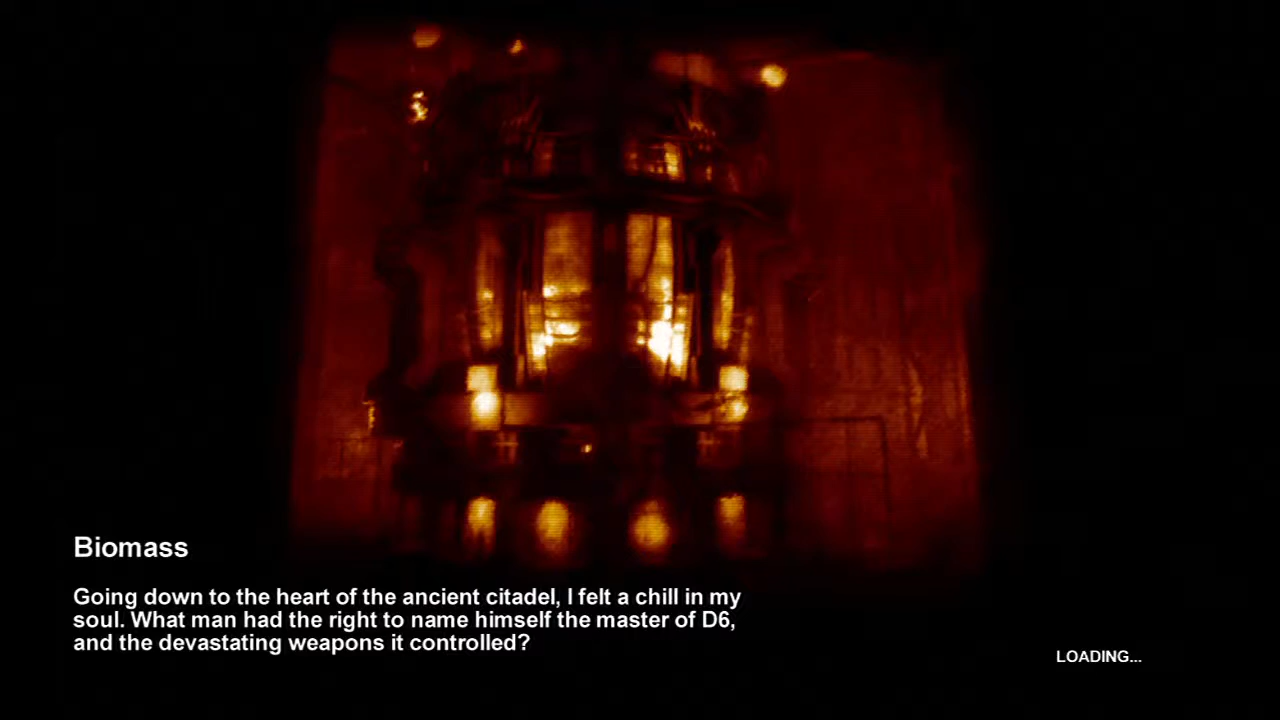 Biomass
Going down to the heart of the ancient citadel, I felt a chill in my
soul. What man had the right to name himself the master of D6,
and the devastating weapons it controlled?
LOADING...